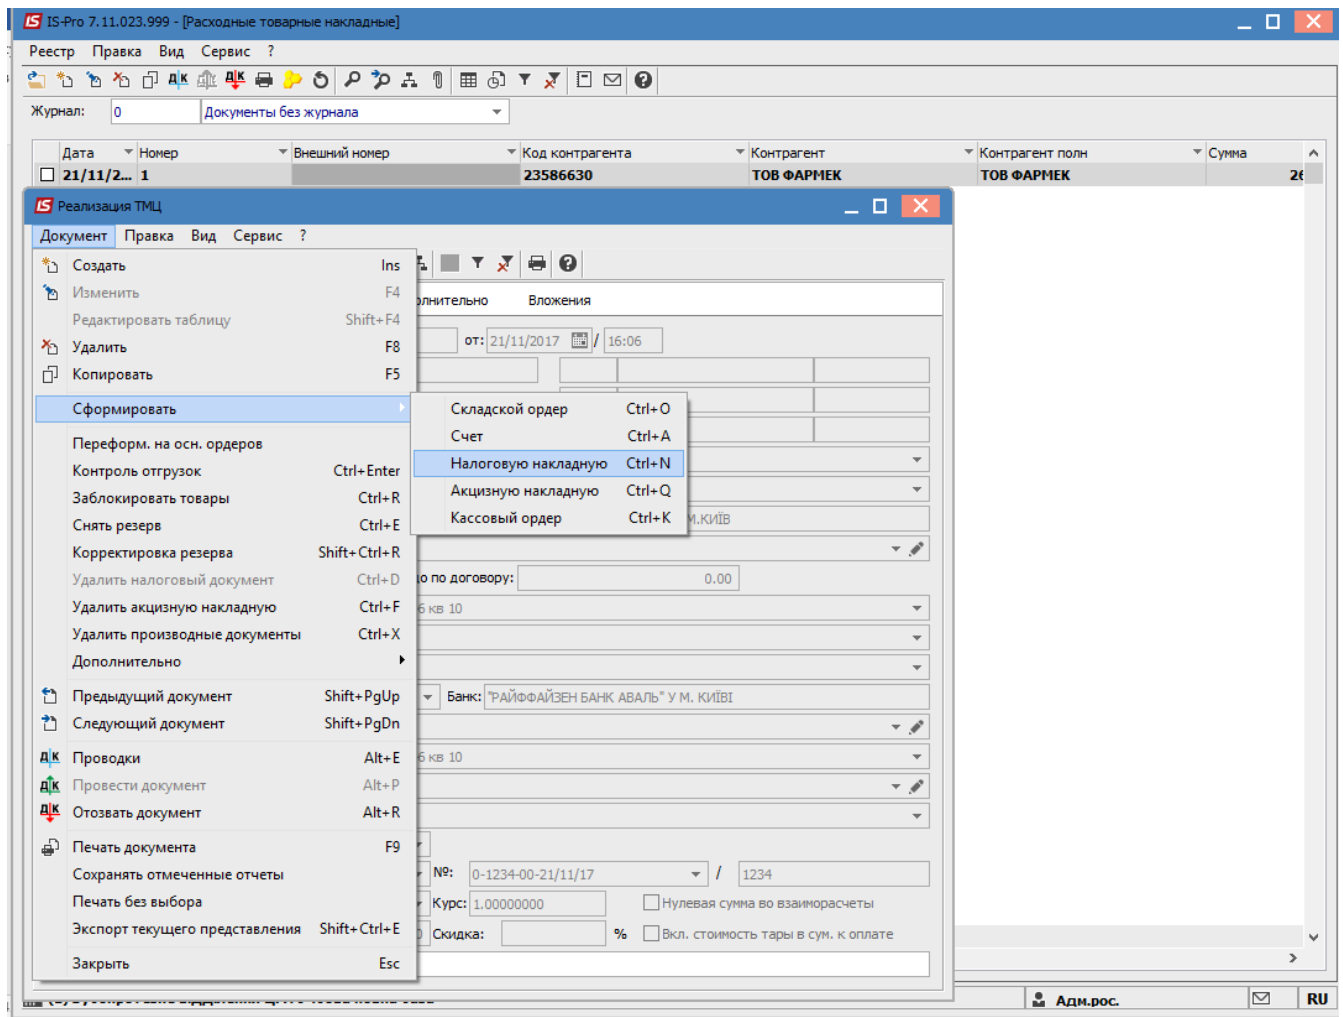 IS-Pro 7.11.023.999 - [Расходные товарные накладные]
Реестр Правка Вид Сервис ?
Журнал: 0 Документы без журнала
Дата Номер Внешний номер Код контрагента Контрагент Контрагент полн Сумма
21/11/2... 1 23586630 ТОВ ФАРМЕК ТОВ ФАРМЕК 26
Реализация ТМЦ
Документ Правка Вид Сервис ?
Создать Ins
Изменить F4
Вложения
Редактировать таблицу Shift+F4
Удалить F8
от: 21/11/2017 / 16:06
Копировать F5
Сформировать
Складской ордер Ctrl+O
Счет Ctrl+A
Налоговую накладную Ctrl+N
Акцизную накладную Ctrl+Q
Кассовый ордер Ctrl+K
М.КИЇВ
Переформ. на осн. ордеров
Контроль отгрузок Ctrl+Enter
Заблокировать товары Ctrl+R
Снять резерв Ctrl+E
Корректировка резерва Shift+Ctrl+R
Удалить налоговый документ Ctrl+D
по договору: 0.00
Удалить акцизную накладную Ctrl+F
6 кв 10
Удалить производные документы Ctrl+X
Дополнительно
Предыдущий документ Shift+PgUp
Банк: "РАЙФФАЙЗЕН БАНК АВАЛЬ" У М. КИЇВІ
Следующий документ Shift+PgDn
Проводки Alt+E
6 кв 10
Провести документ Alt+P
Отозвать документ Alt+R
Печать документа F9
Сохранять отмеченные отчеты
№: 0-1234-00-21/11/17 / 1234
Печать без выбора
Курс: 1.00000000 Нулевая сумма во взаиморасчеты
Экспорт текущего представления Shift+Ctrl+E
Скидка: % Вкл. стоимость тары в сум. к оплате
Закрыть Esc
Адм.рос. RU